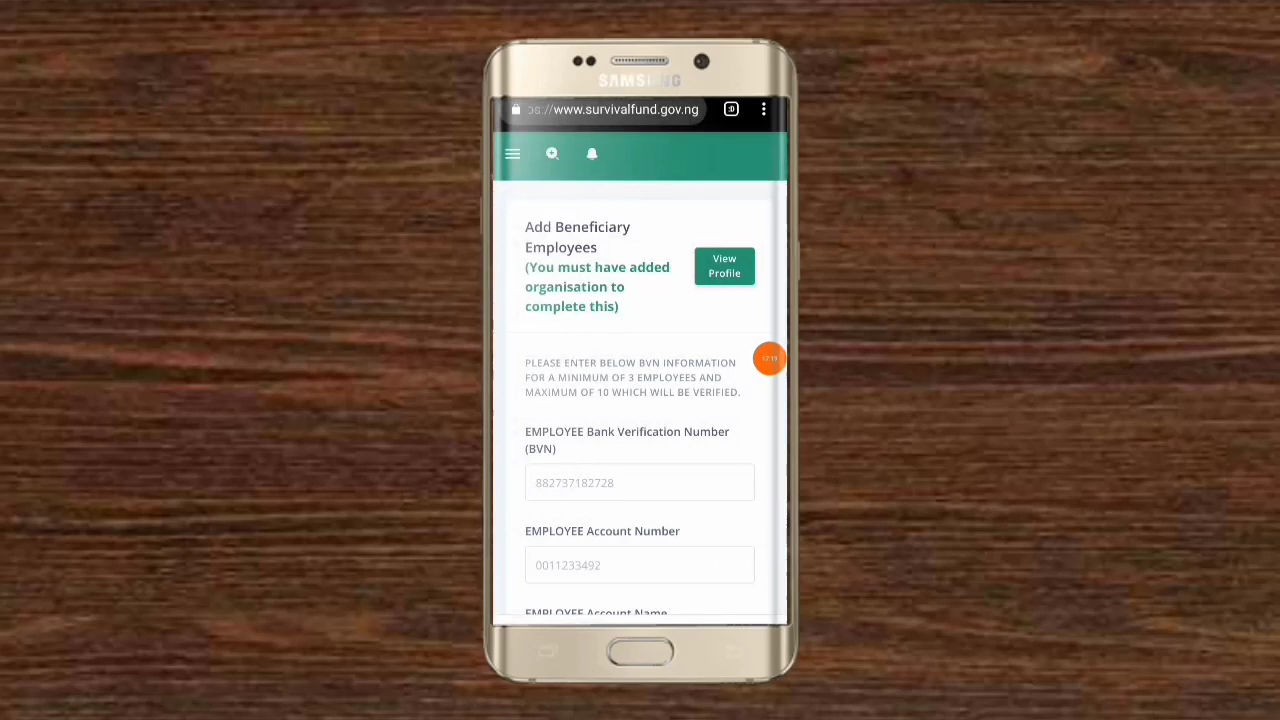 SAMSUNG
ps://www.survivalfund.gov.ng
:D
Add Beneficiary
Employees
(You must have added
organisation to
complete this)
View
Profile
PLEASE ENTER BELOW BVN INFORMATION
FOR A MINIMUM OF 3 EMPLOYEES AND
MAXIMUM OF 10 WHICH WILL BE VERIFIED.
17:19
EMPLOYEE Bank Verification Number
(BVN)
882737182728
EMPLOYEE Account Number
0011233492
EMPLOYEE Account Name